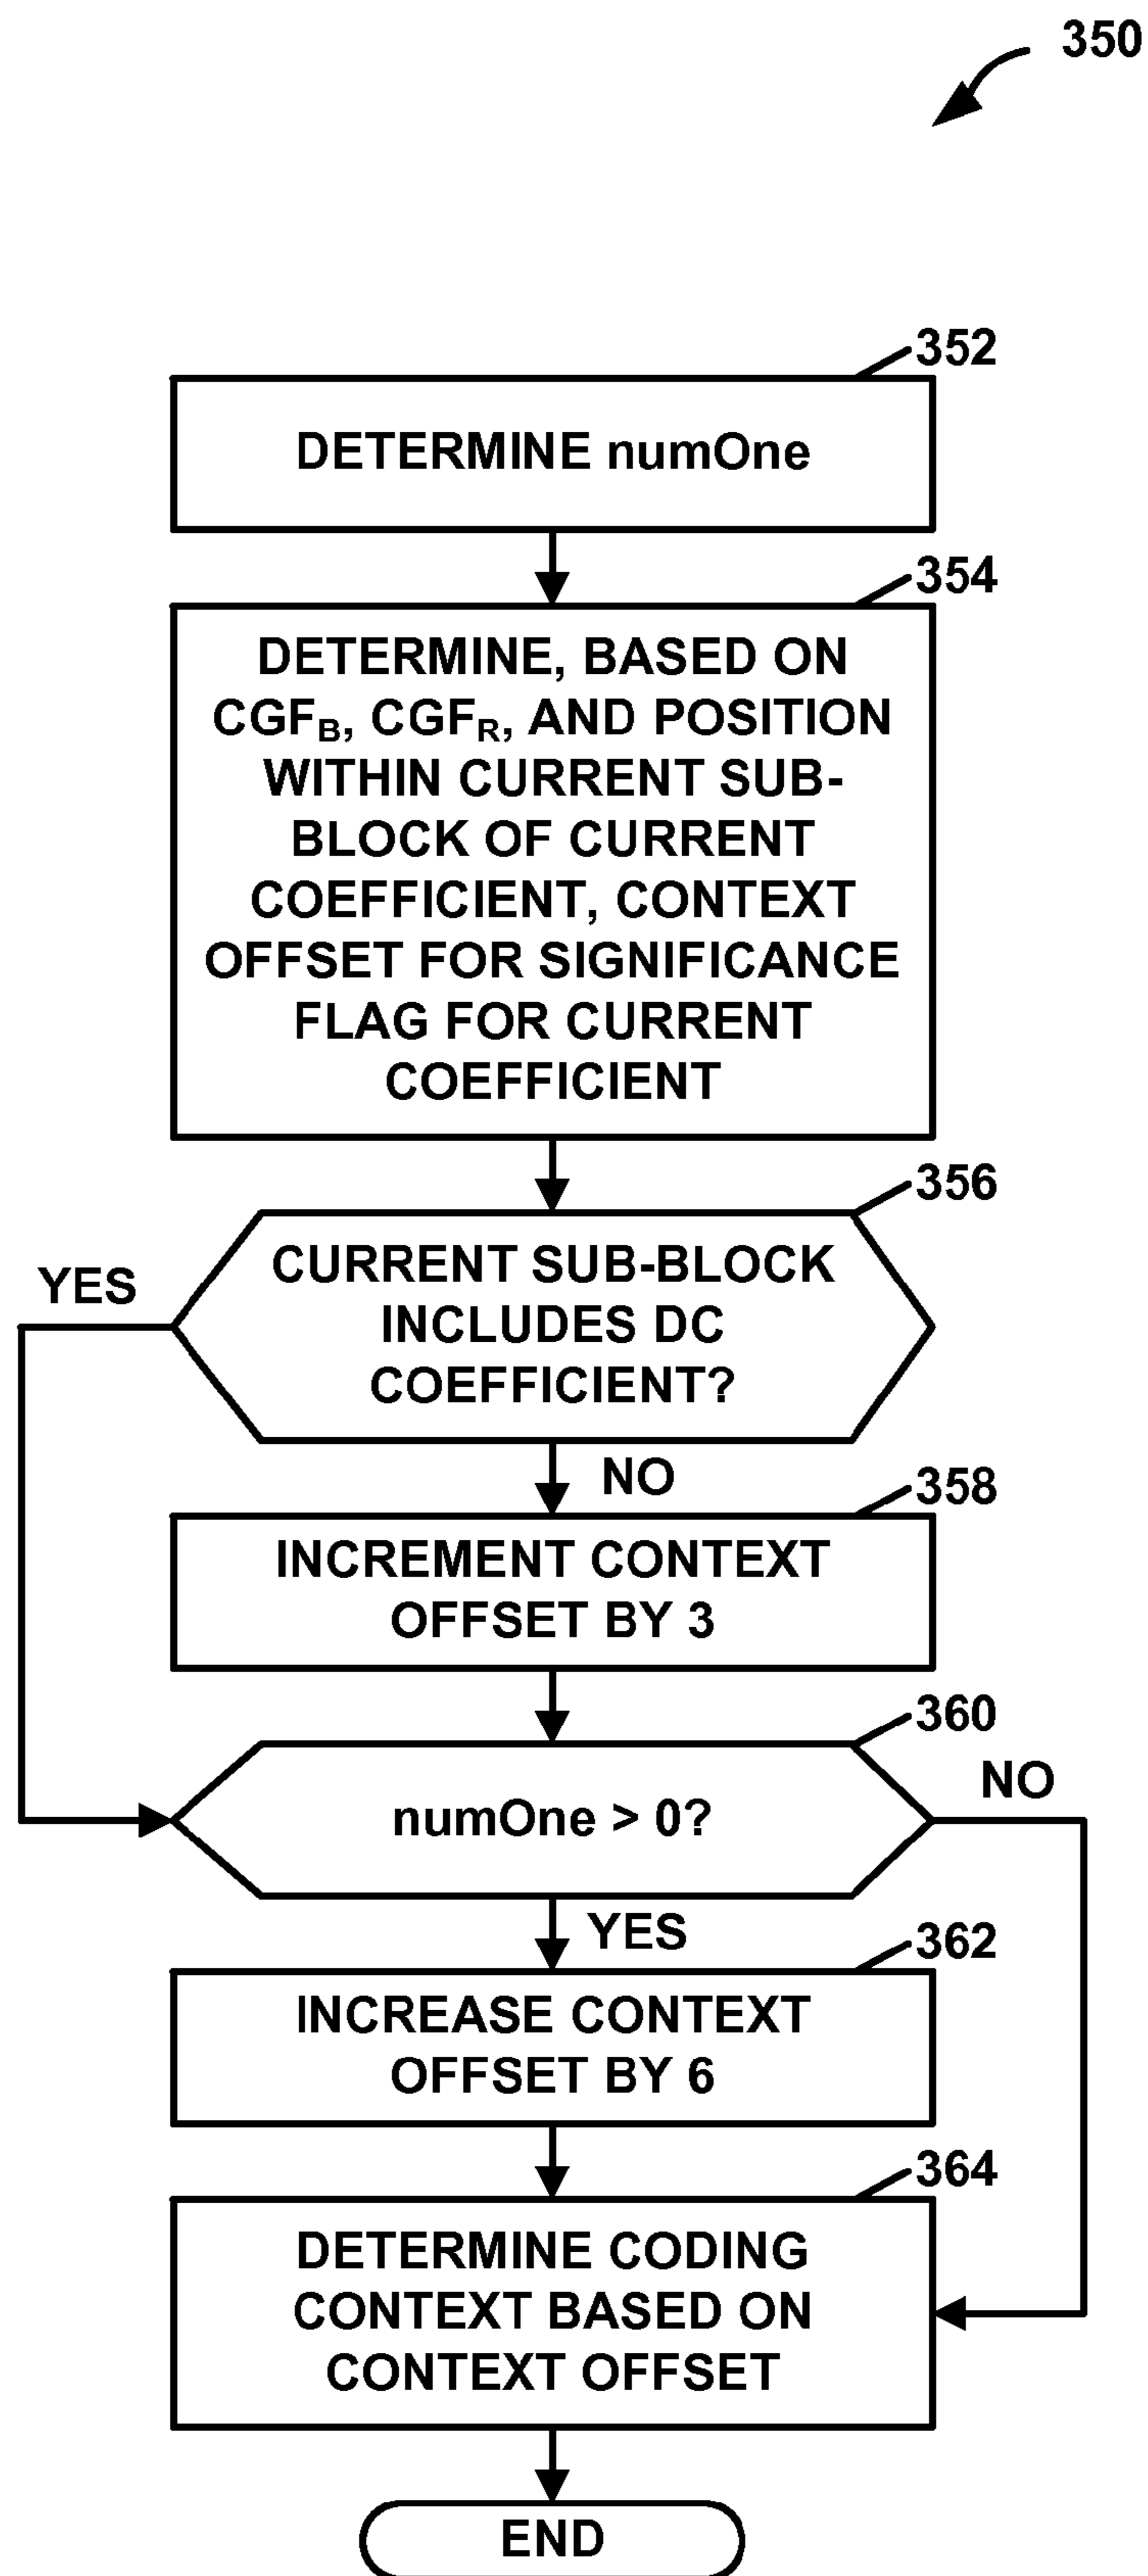 350
352
DETERMINE numOne
354
DETERMINE, BASED ON
CGFB, CGFR, AND POSITION
WITHIN CURRENT SUB-
BLOCK OF CURRENT
COEFFICIENT, CONTEXT
OFFSET FOR SIGNIFICANCE
FLAG FOR CURRENT
COEFFICIENT
356
CURRENT SUB-BLOCK
INCLUDES DC
COEFFICIENT?
YES
NO
358
INCREMENT CONTEXT
OFFSET BY 3
360
numOne > 0?
NO
YES
362
INCREASE CONTEXT
OFFSET BY 6
364
DETERMINE CODING
CONTEXT BASED ON
CONTEXT OFFSET
END